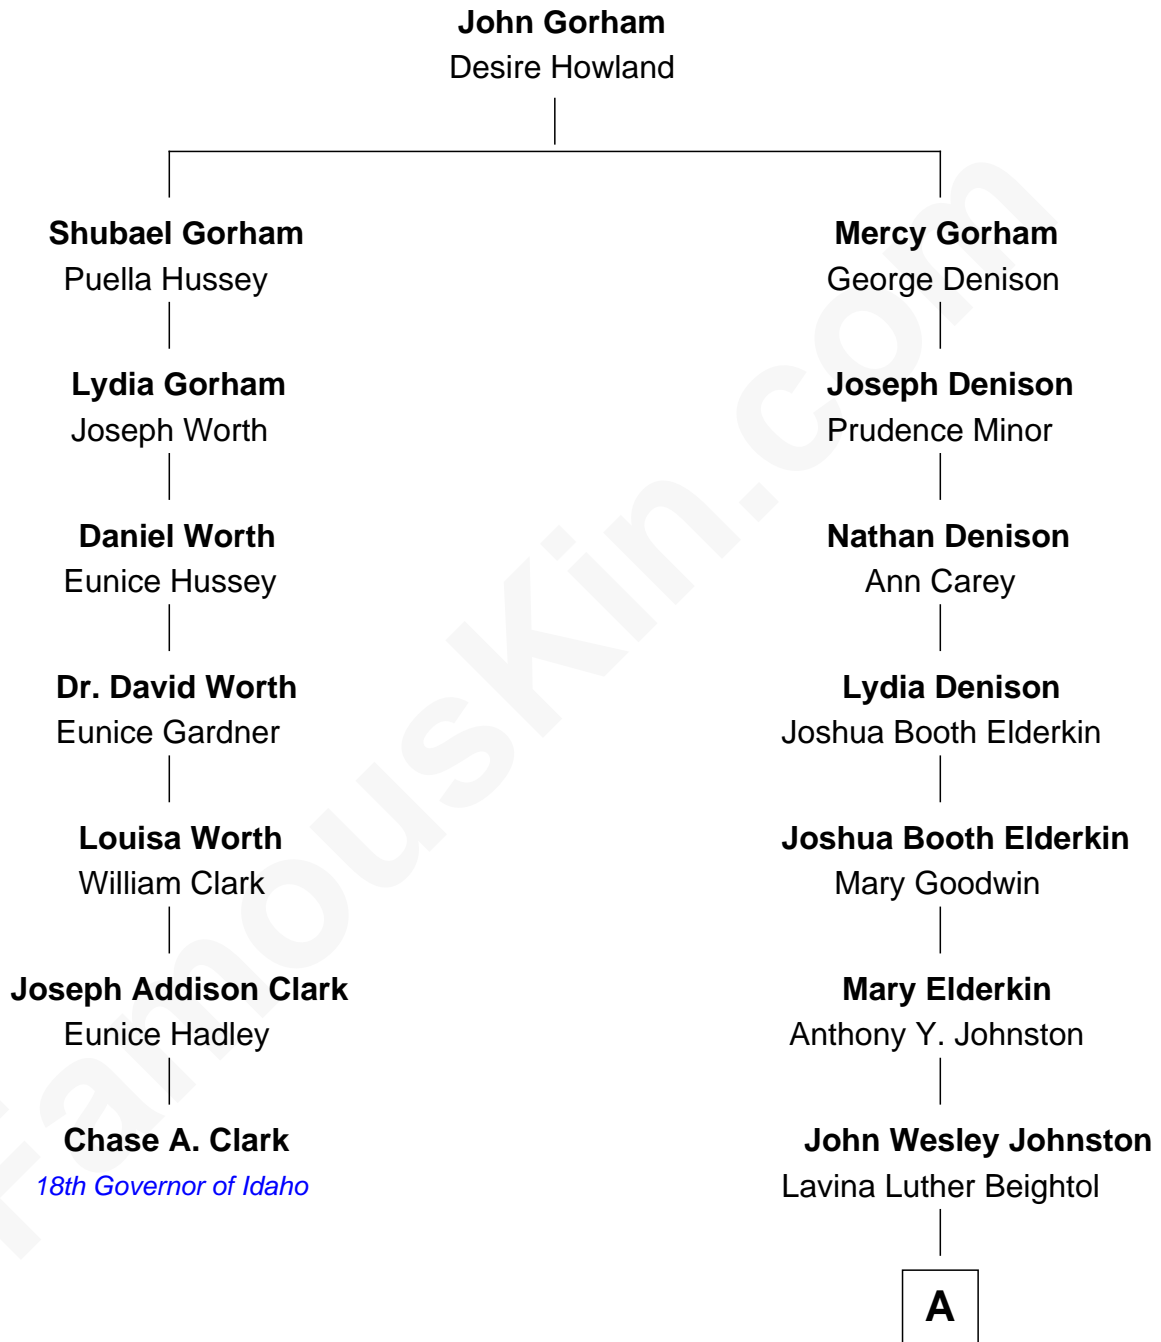 John Gorham
Desire Howland
Shubael Gorham
Puella Hussey
Mercy Gorham
George Denison
Lydia Gorham
Joseph Worth
Joseph Denison
Prudence Minor
Daniel Worth
Eunice Hussey
Nathan Denison
Ann Carey
Dr. David Worth
Eunice Gardner
Lydia Denison
Joshua Booth Elderkin
Louisa Worth
William Clark
Joshua Booth Elderkin
Mary Goodwin
Joseph Addison Clark
Eunice Hadley
Mary Elderkin
Anthony Y. Johnston
Chase A. Clark
18th Governor of Idaho
John Wesley Johnston
Lavina Luther Beightol
A
FamousKin.com